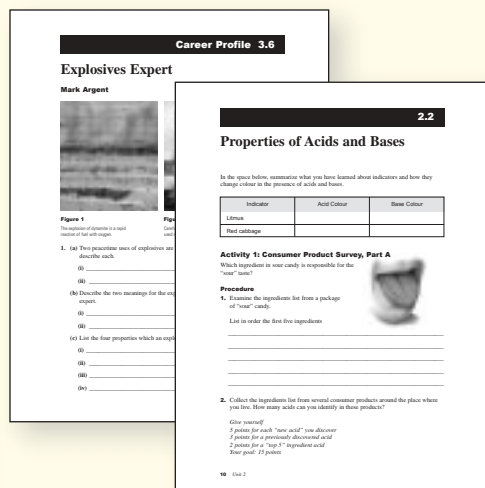 Career Profile 3.6
Explosives Expert
Mark Argent
Figure 1
The explosion of dynamite is a rapid
reaction of fuel with oxygen.
1. (a) Two peacetime uses of explosives are
describe each.
(i)
(ii)
(b) Describe the two meanings for the
expert.
(i)
(ii)
(c) List the four properties which an
(i)
(ii)
(iii)
(iv)
2.2
Properties of Acids and Bases
In the space below, summarize what you have learned about indicators and how they
change colour in the presence of acids and bases.
Indicator Acid Colour Base Colour
Litmus
Red cabbage
Activity 1: Consumer Product Survey, Part A
Which ingredient in sour candy is responsible for the
"sour" taste?
Procedure
1. Examine the ingredients list from a package
of "sour" candy.
List in order the first five ingredients
2. Collect the ingredients list from several consumer products around the place where
you live. How many acids can you identify in these products?
Give yourself
5 points for each "new acid" you discover
3 points for a previously discovered acid
2 points for a "top 5" ingredient acid
Your goal: 15 points
10 Unit 2